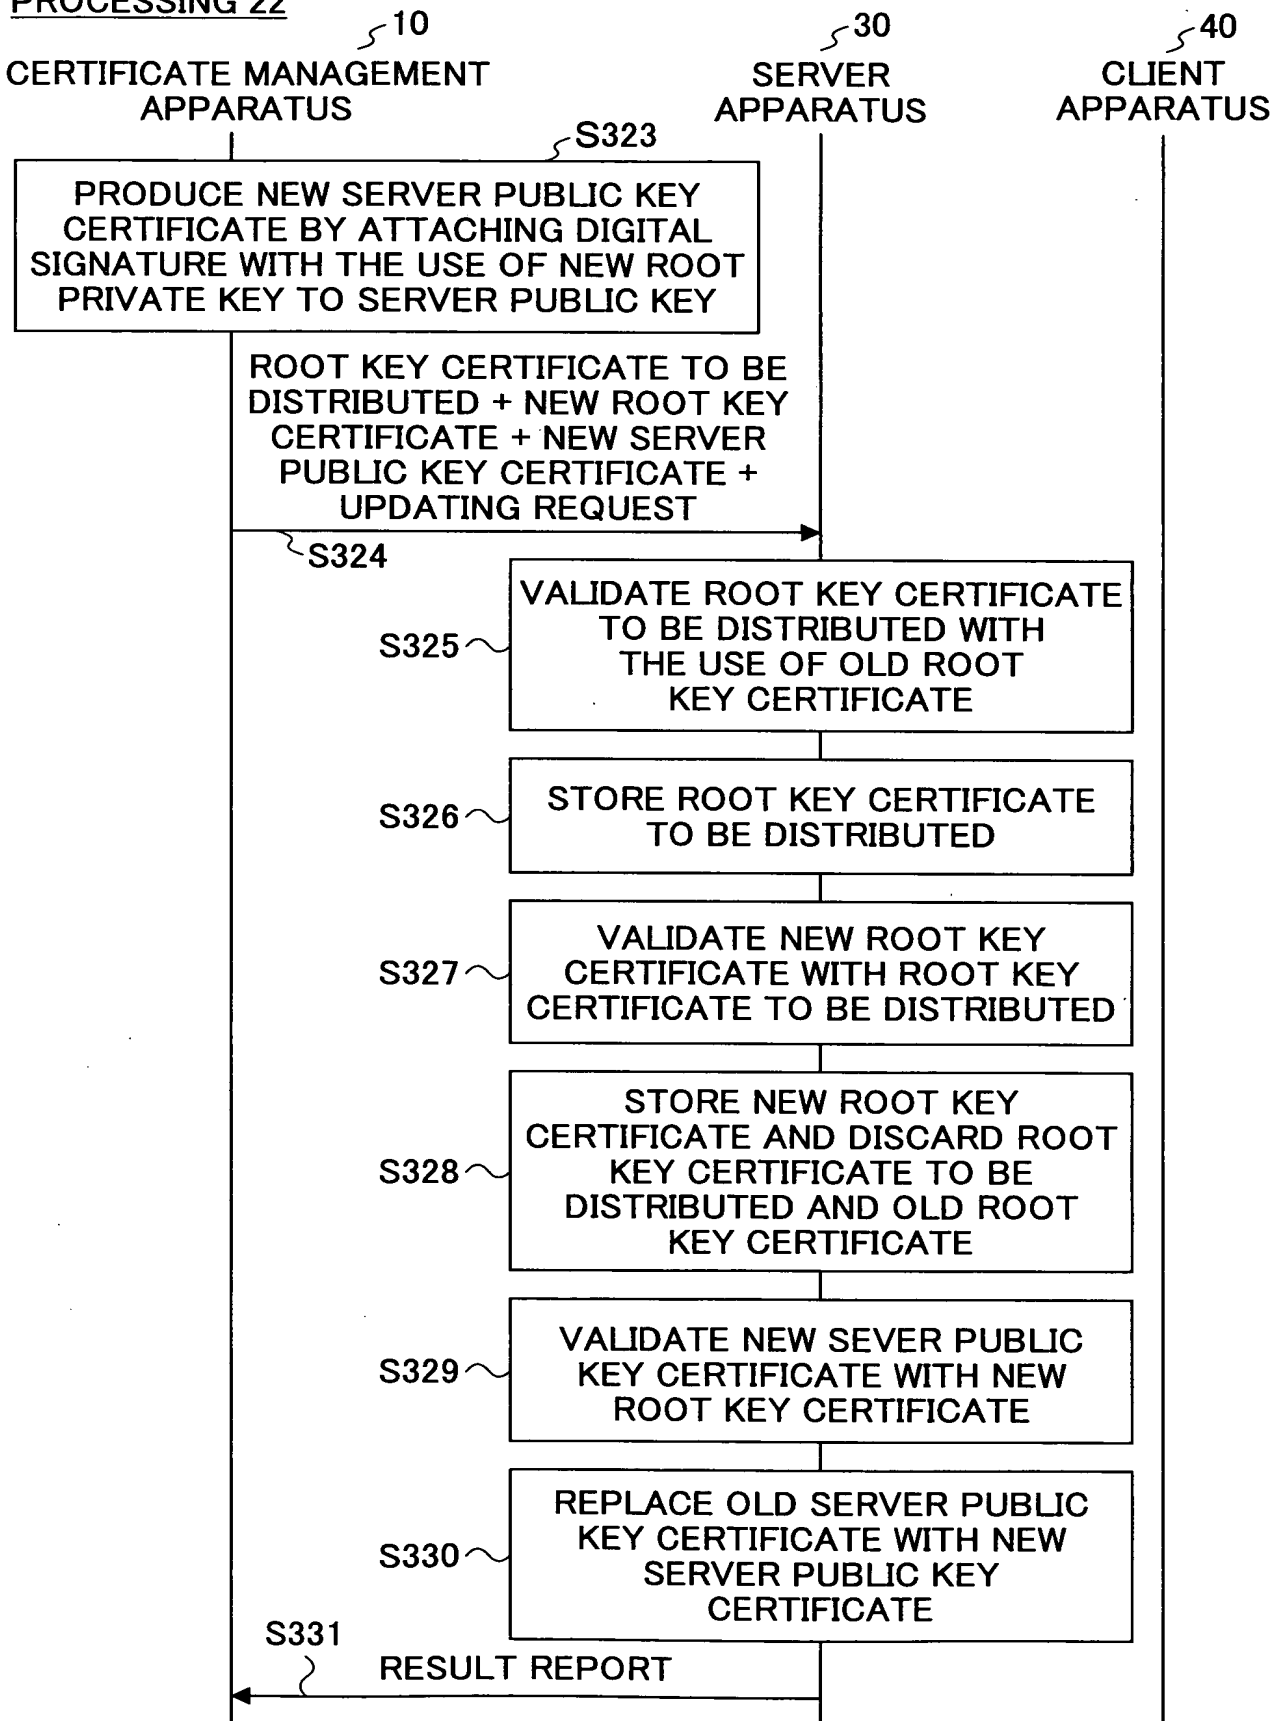 PROCESSING 22
10
30
40
CERTIFICATE MANAGEMENT
APPARATUS
SERVER
APPARATUS
CLIENT
APPARATUS
S323
PRODUCE NEW SERVER PUBLIC KEY
CERTIFICATE BY ATTACHING DIGITAL
SIGNATURE WITH THE USE OF NEW ROOT
PRIVATE KEY TO SERVER PUBLIC KEY
ROOT KEY CERTIFICATE TO BE
DISTRIBUTED + NEW ROOT KEY
CERTIFICATE + NEW SERVER
PUBLIC KEY CERTIFICATE +
UPDATING REQUEST
S324
S325
VALIDATE ROOT KEY CERTIFICATE
TO BE DISTRIBUTED WITH
THE USE OF OLD ROOT
KEY CERTIFICATE
S326
STORE ROOT KEY CERTIFICATE
TO BE DISTRIBUTED
S327
VALIDATE NEW ROOT KEY
CERTIFICATE WITH ROOT KEY
CERTIFICATE TO BE DISTRIBUTED
S328
STORE NEW ROOT KEY
CERTIFICATE AND DISCARD ROOT
KEY CERTIFICATE TO BE
DISTRIBUTED AND OLD ROOT
KEY CERTIFICATE
S329
VALIDATE NEW SEVER PUBLIC
KEY CERTIFICATE WITH NEW
ROOT KEY CERTIFICATE
S330
REPLACE OLD SERVER PUBLIC
KEY CERTIFICATE WITH NEW
SERVER PUBLIC KEY
CERTIFICATE
S331
RESULT REPORT